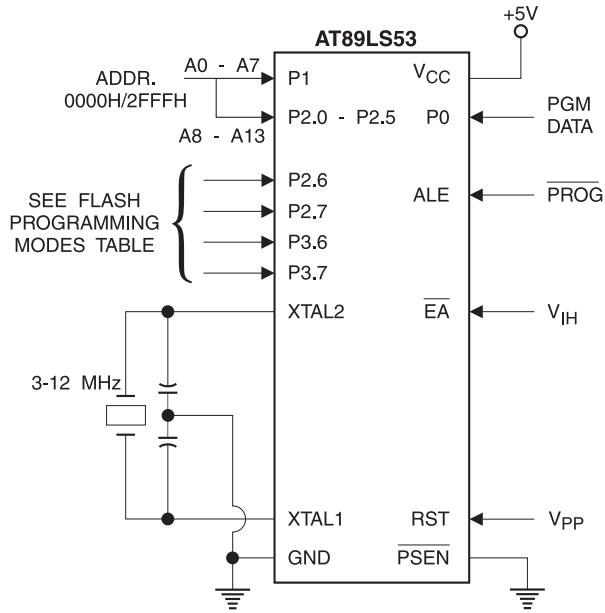 +5V
AT89LS53
A0 - A7
ADDR.
0000H/2FFFH
P1
VCC
P2.0 - P2.5
P0
PGM
DATA
A8 - A13
SEE FLASH
PROGRAMMING
MODES TABLE
P2.6
P2.7
P3.6
P3.7
ALE
PROG
XTAL2
EA
VIH
3-12 MHz
XTAL1
RST
VPP
GND
PSEN